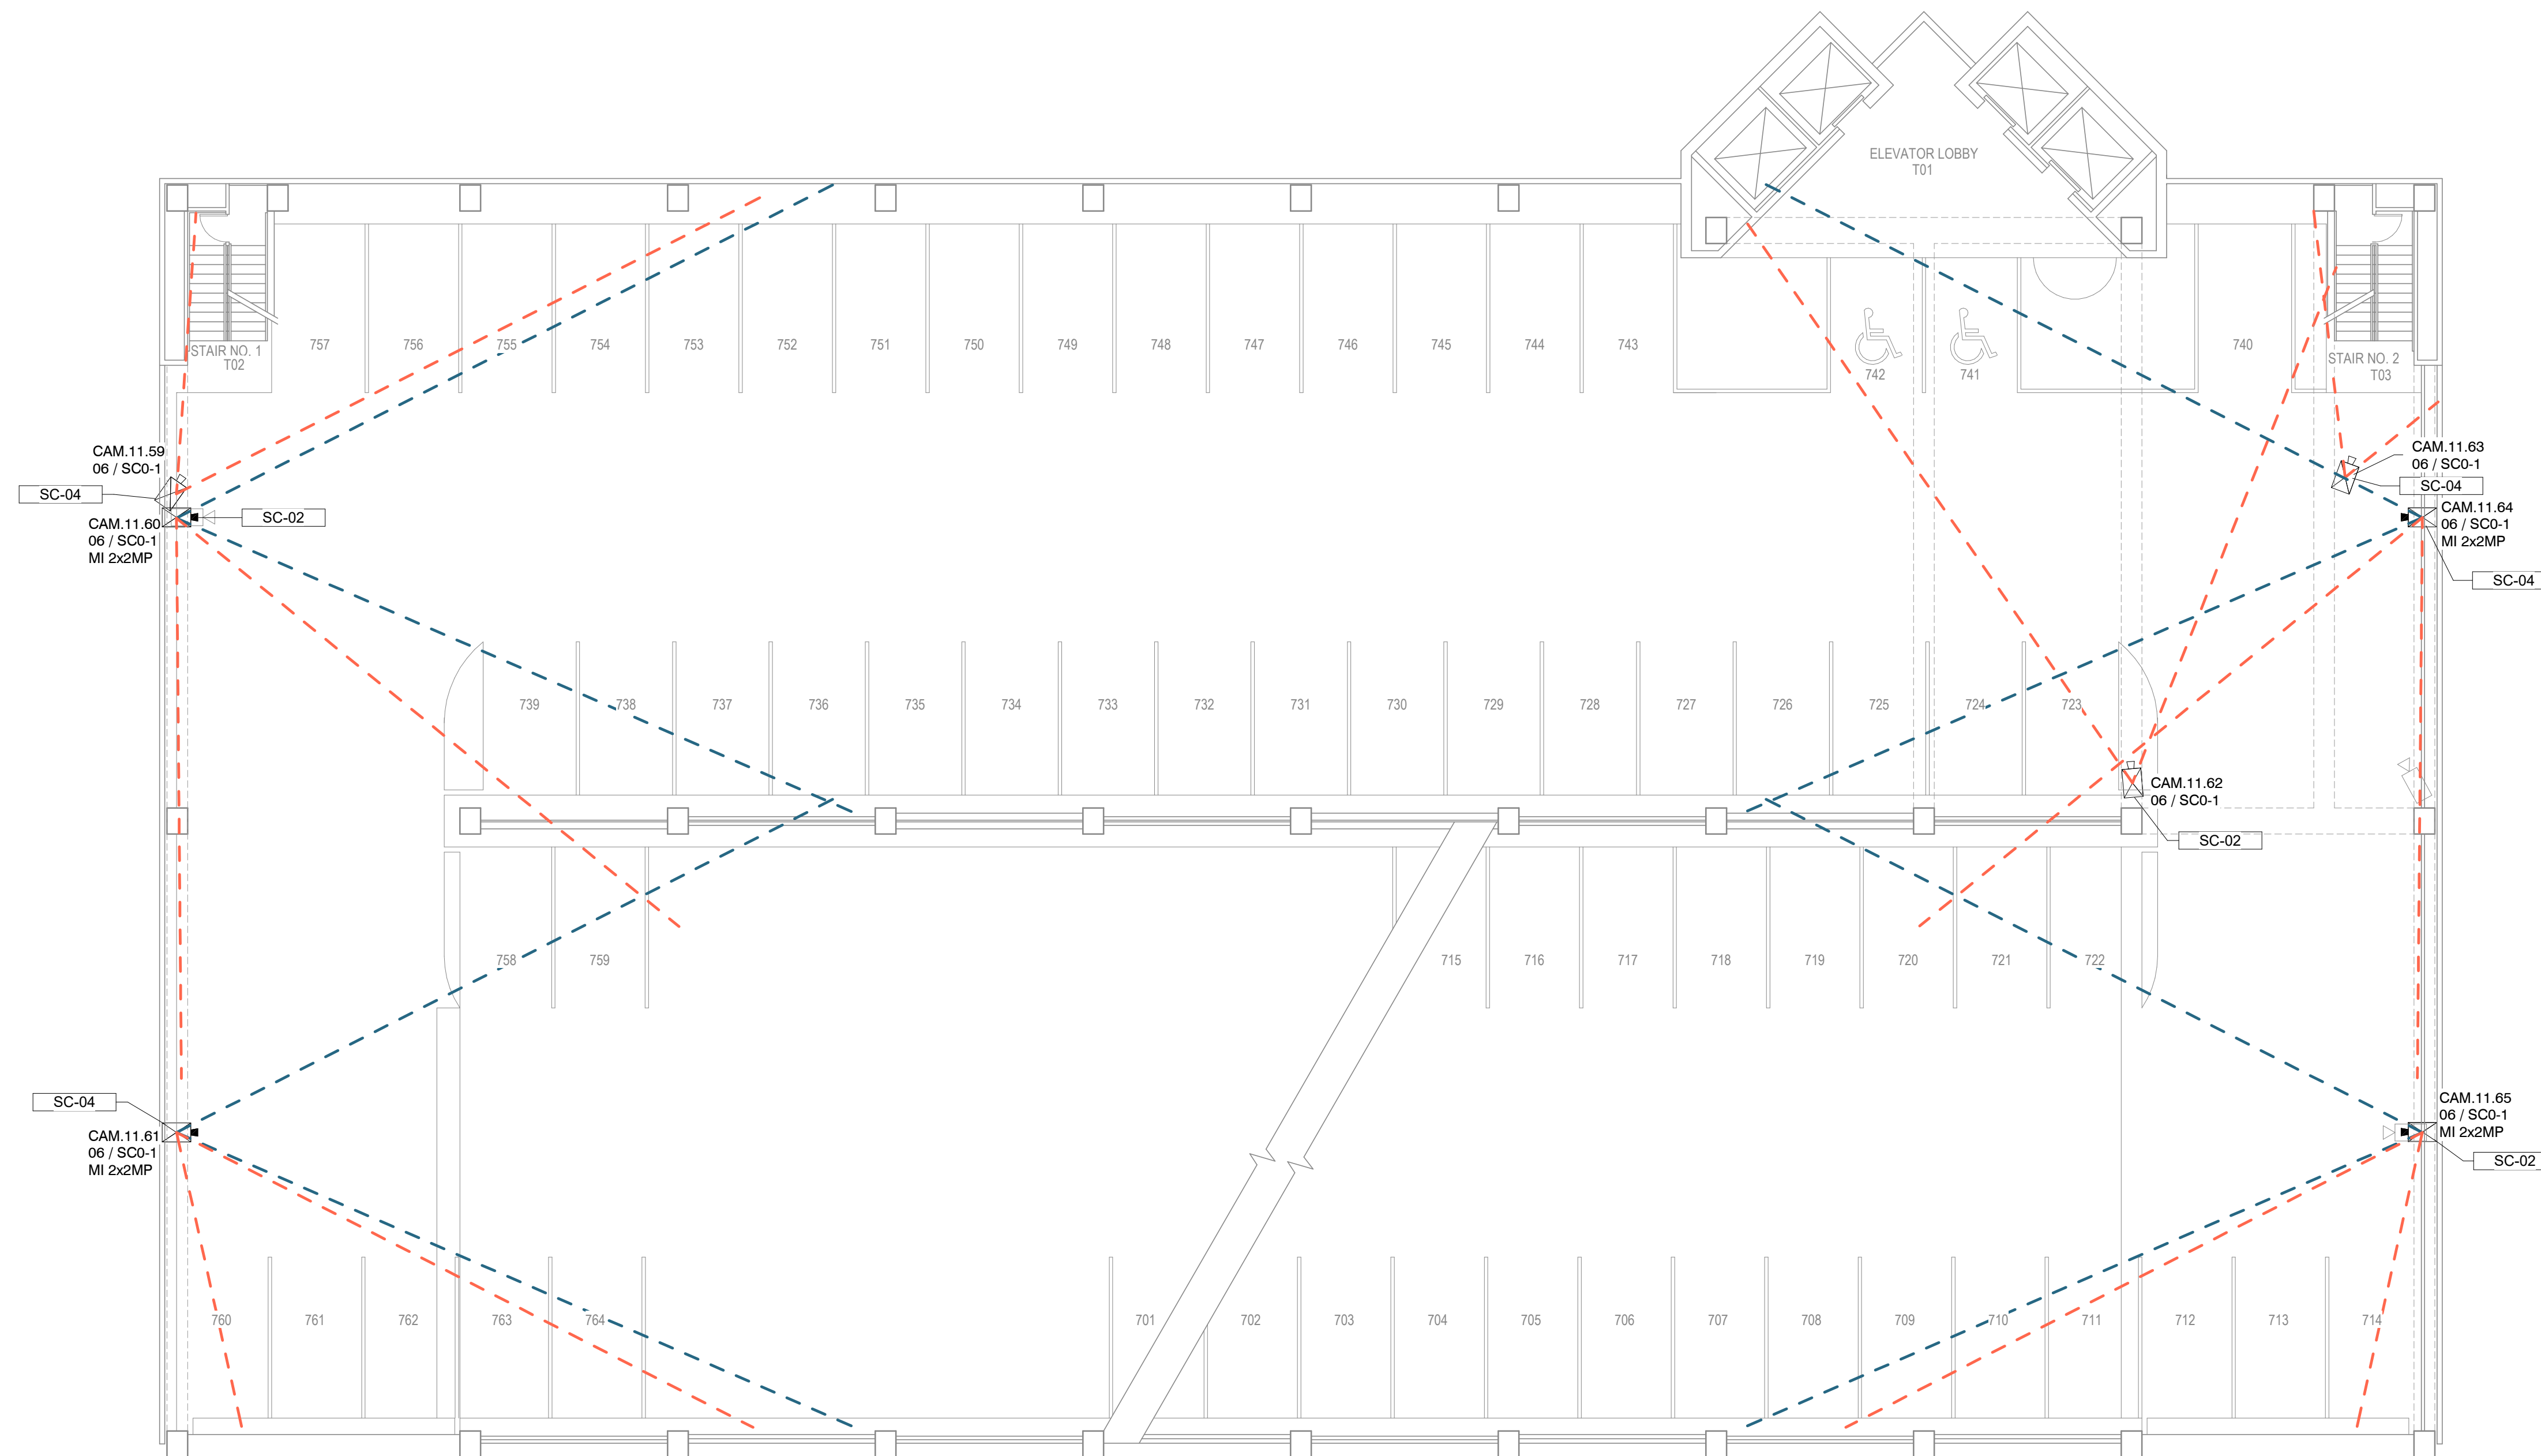 ELEVATOR LOBBY
T01
STAIR NO. 1
T02
757
756
755
754
753
752
751
750
749
748
747
746
745
744
743
742
741
740
STAIR NO. 2
T03
CAM.11.59
06 / SC0-1
SC-04
CAM.11.60
06 / SC0-1
MI 2x2MP
SC-02
CAM.11.63
06 / SC0-1
SC-04
CAM.11.64
06 / SC0-1
MI 2x2MP
SC-04
739
738
737
736
735
734
733
732
731
730
729
728
727
726
725
724
723
CAM.11.62
06 / SC0-1
SC-02
758
759
715
716
717
718
719
720
721
722
SC-04
CAM.11.61
06 / SC0-1
MI 2x2MP
CAM.11.65
06 / SC0-1
MI 2x2MP
SC-02
760
761
762
763
764
701
702
703
704
705
706
707
708
709
710
711
712
713
714